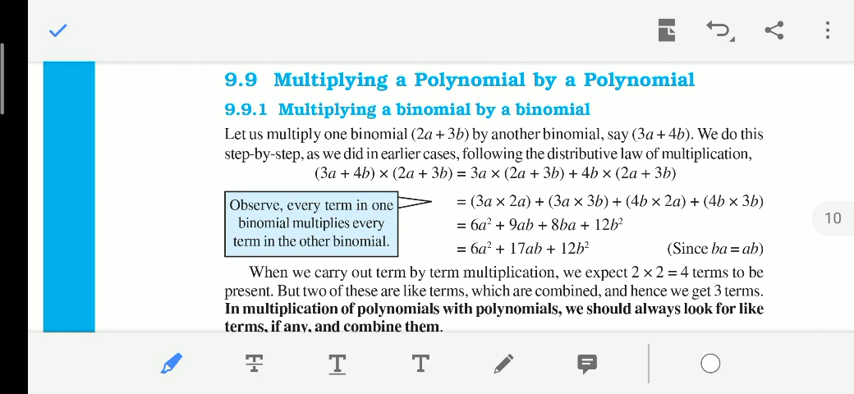 9.9 Multiplying a Polynomial by a Polynomial
9.9.1 Multiplying a binomial by a binomial
Let us multiply one binomial (2a + 3b) by another binomial, say (3a + 4b). We do this
step-by-step, as we did in earlier cases, following the distributive law of multiplication,
(3a + 4b) × (2a + 3b) = 3a × (2a + 3b) + 4b × (2a + 3b)
Observe, every term in one
binomial multiplies every
term in the other binomial.
= (3a × 2a) + (3a × 3b) + (4b × 2a) + (4b × 3b)
= 6a² + 9ab + 8ba + 12b²
= 6a² + 17ab + 12b² (Since ba = ab)
10
When we carry out term by term multiplication, we expect 2 × 2 = 4 terms to be
present. But two of these are like terms, which are combined, and hence we get 3 terms.
In multiplication of polynomials with polynomials, we should always look for like
terms, if any, and combine them.
T T T